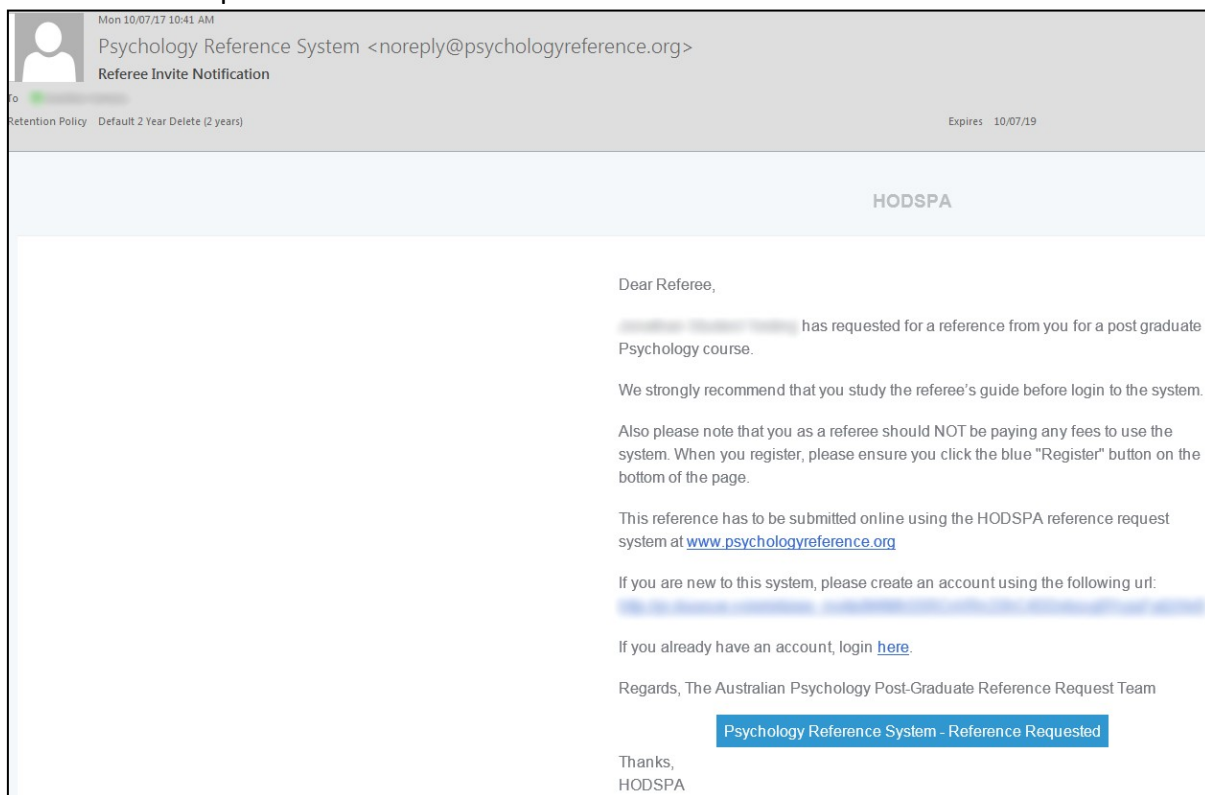 Mon 10/07/17 10:41 AM
Psychology Reference System <noreply@psychologyreference.org>
Referee Invite Notification
To
Retention Policy Default 2 Year Delete (2 years)
Expires 10/07/19
HODSPA
Dear Referee,
has requested for a reference from you for a post graduate
Psychology course.
We strongly recommend that you study the referee's guide before login to the system.
Also please note that you as a referee should NOT be paying any fees to use the
system. When you register, please ensure you click the blue "Register" button on the
bottom of the page.
This reference has to be submitted online using the HODSPA reference request
system at www.psychologyreference.org
If you are new to this system, please create an account using the following url:
If you already have an account, login here.
Regards, The Australian Psychology Post-Graduate Reference Request Team
Psychology Reference System - Reference Requested
Thanks,
HODSPA